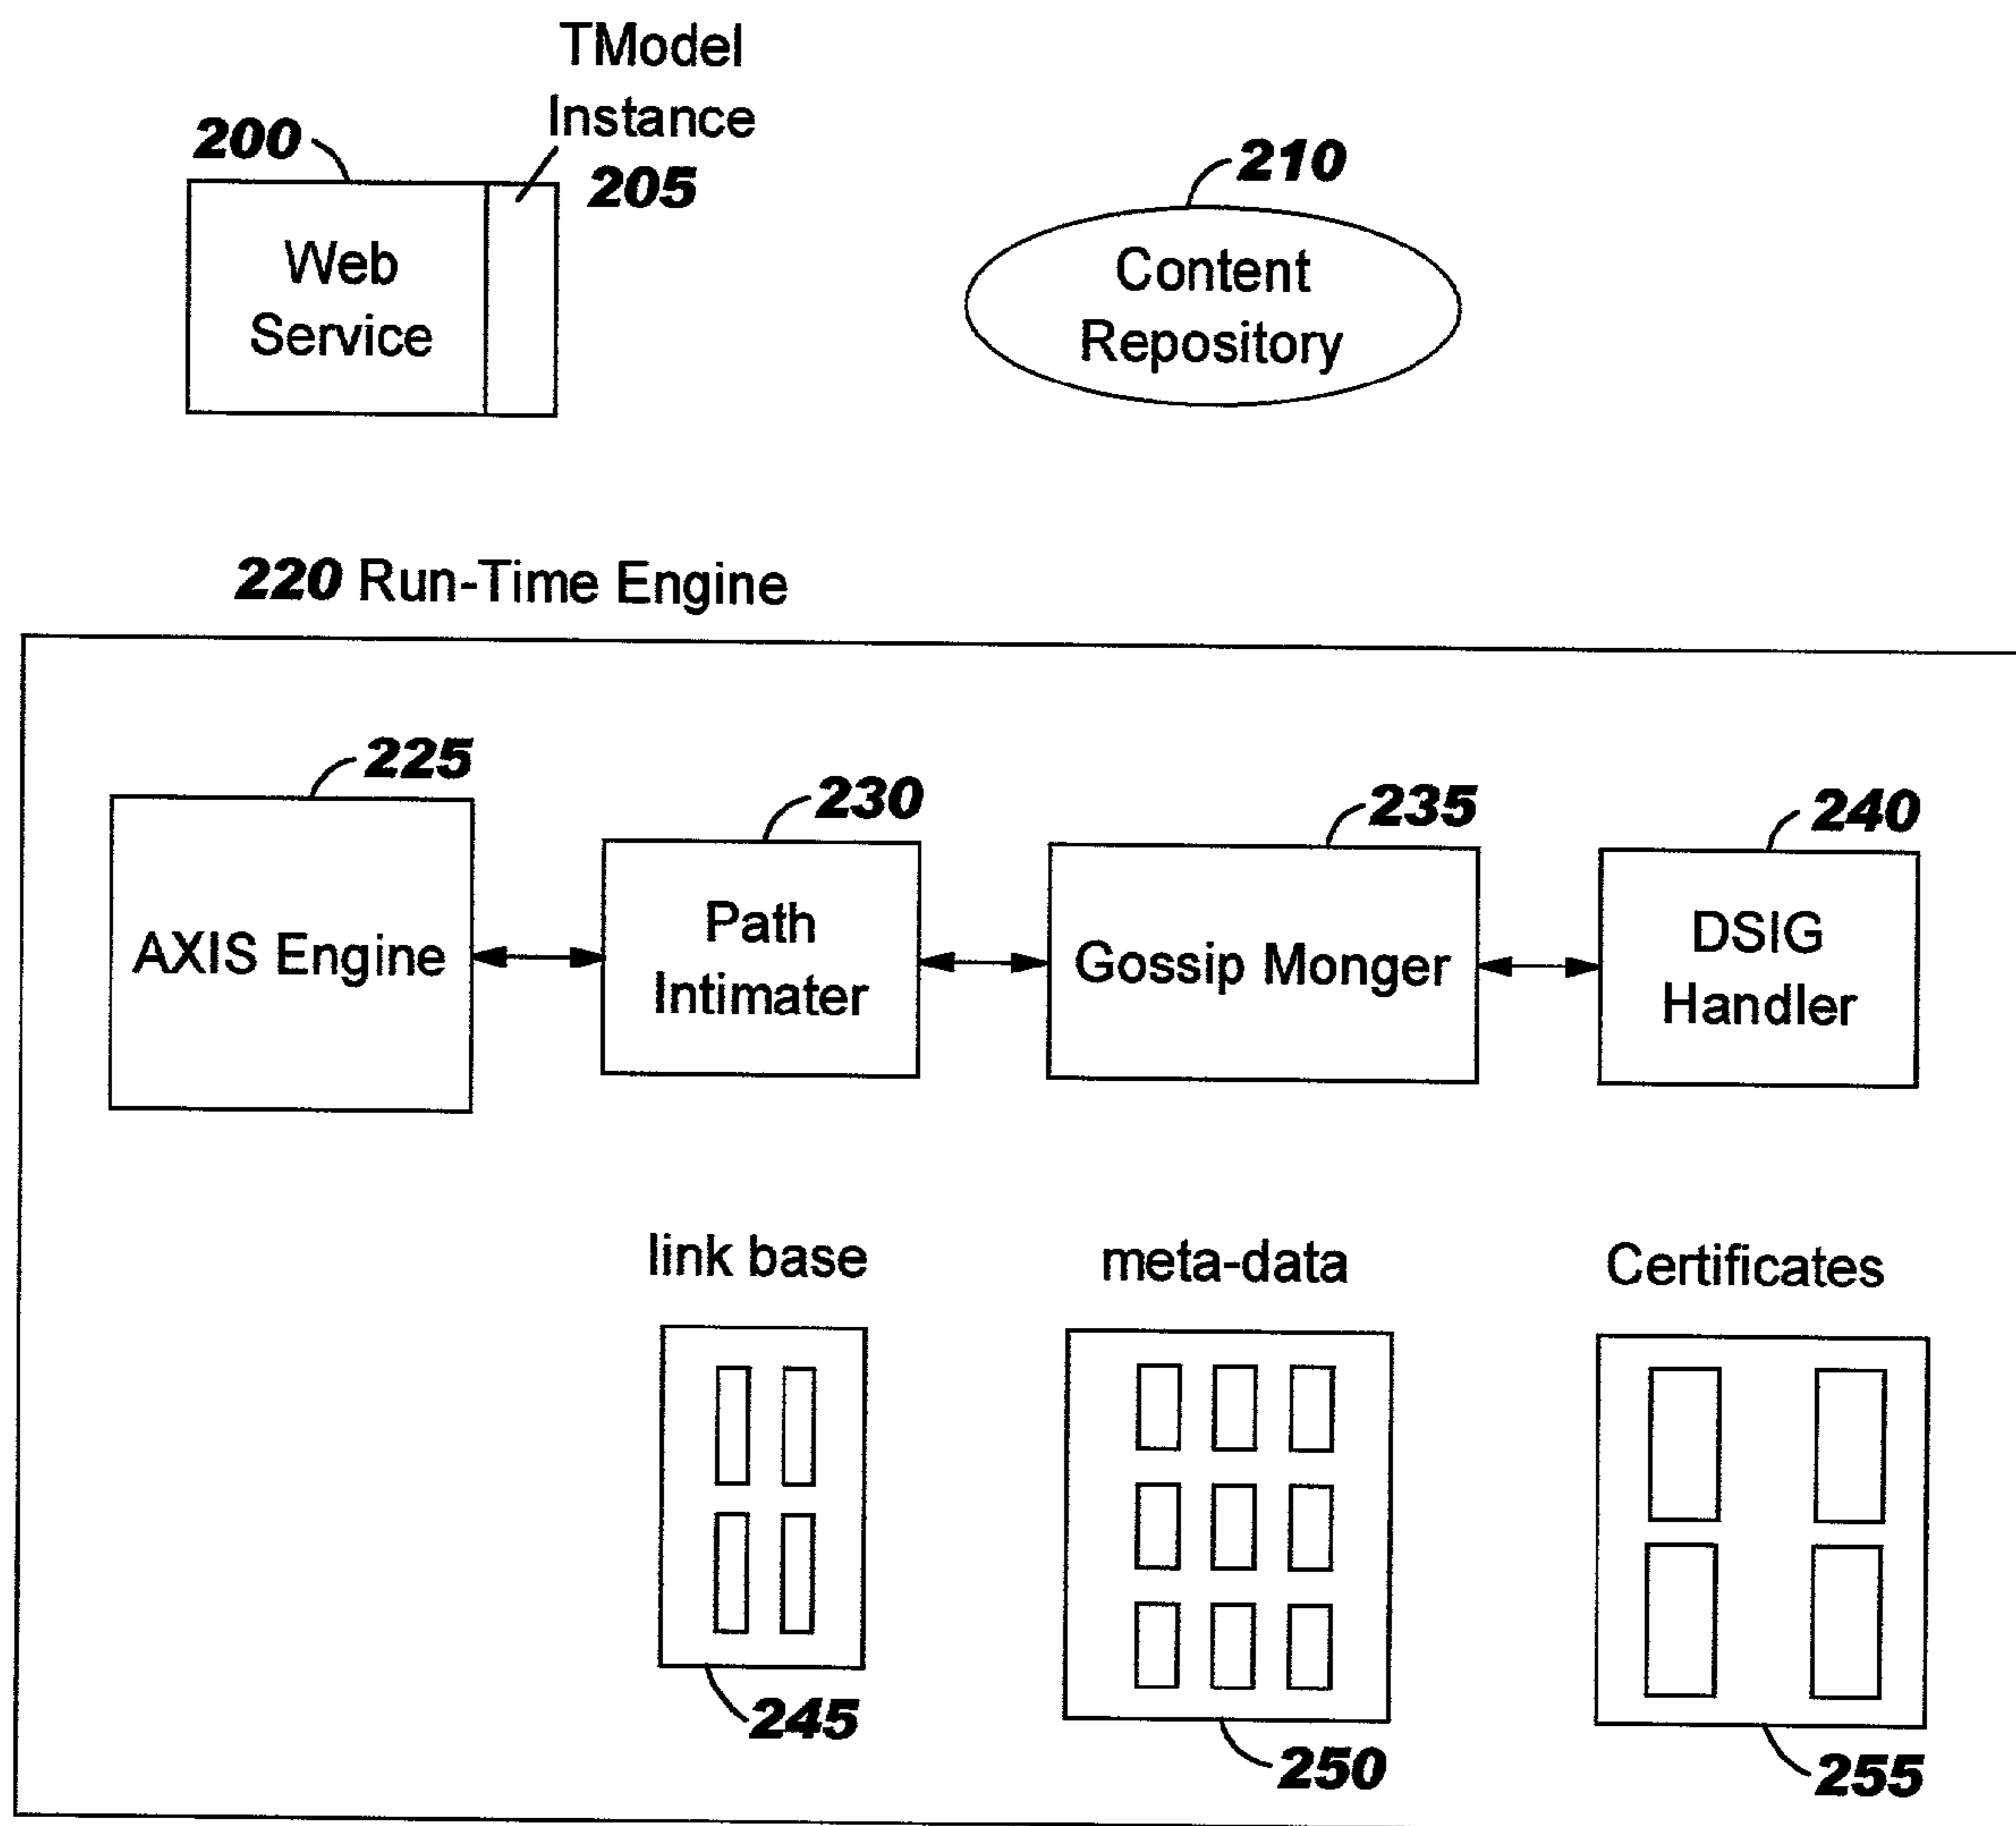 TModel
Instance
200
205
210
Web
Service
Content
Repository
220 Run-Time Engine
225
230
235
240
AXIS Engine
Path
Intimater
Gossip Monger
DSIG
Handler
link base
meta-data
Certificates
245
250
255